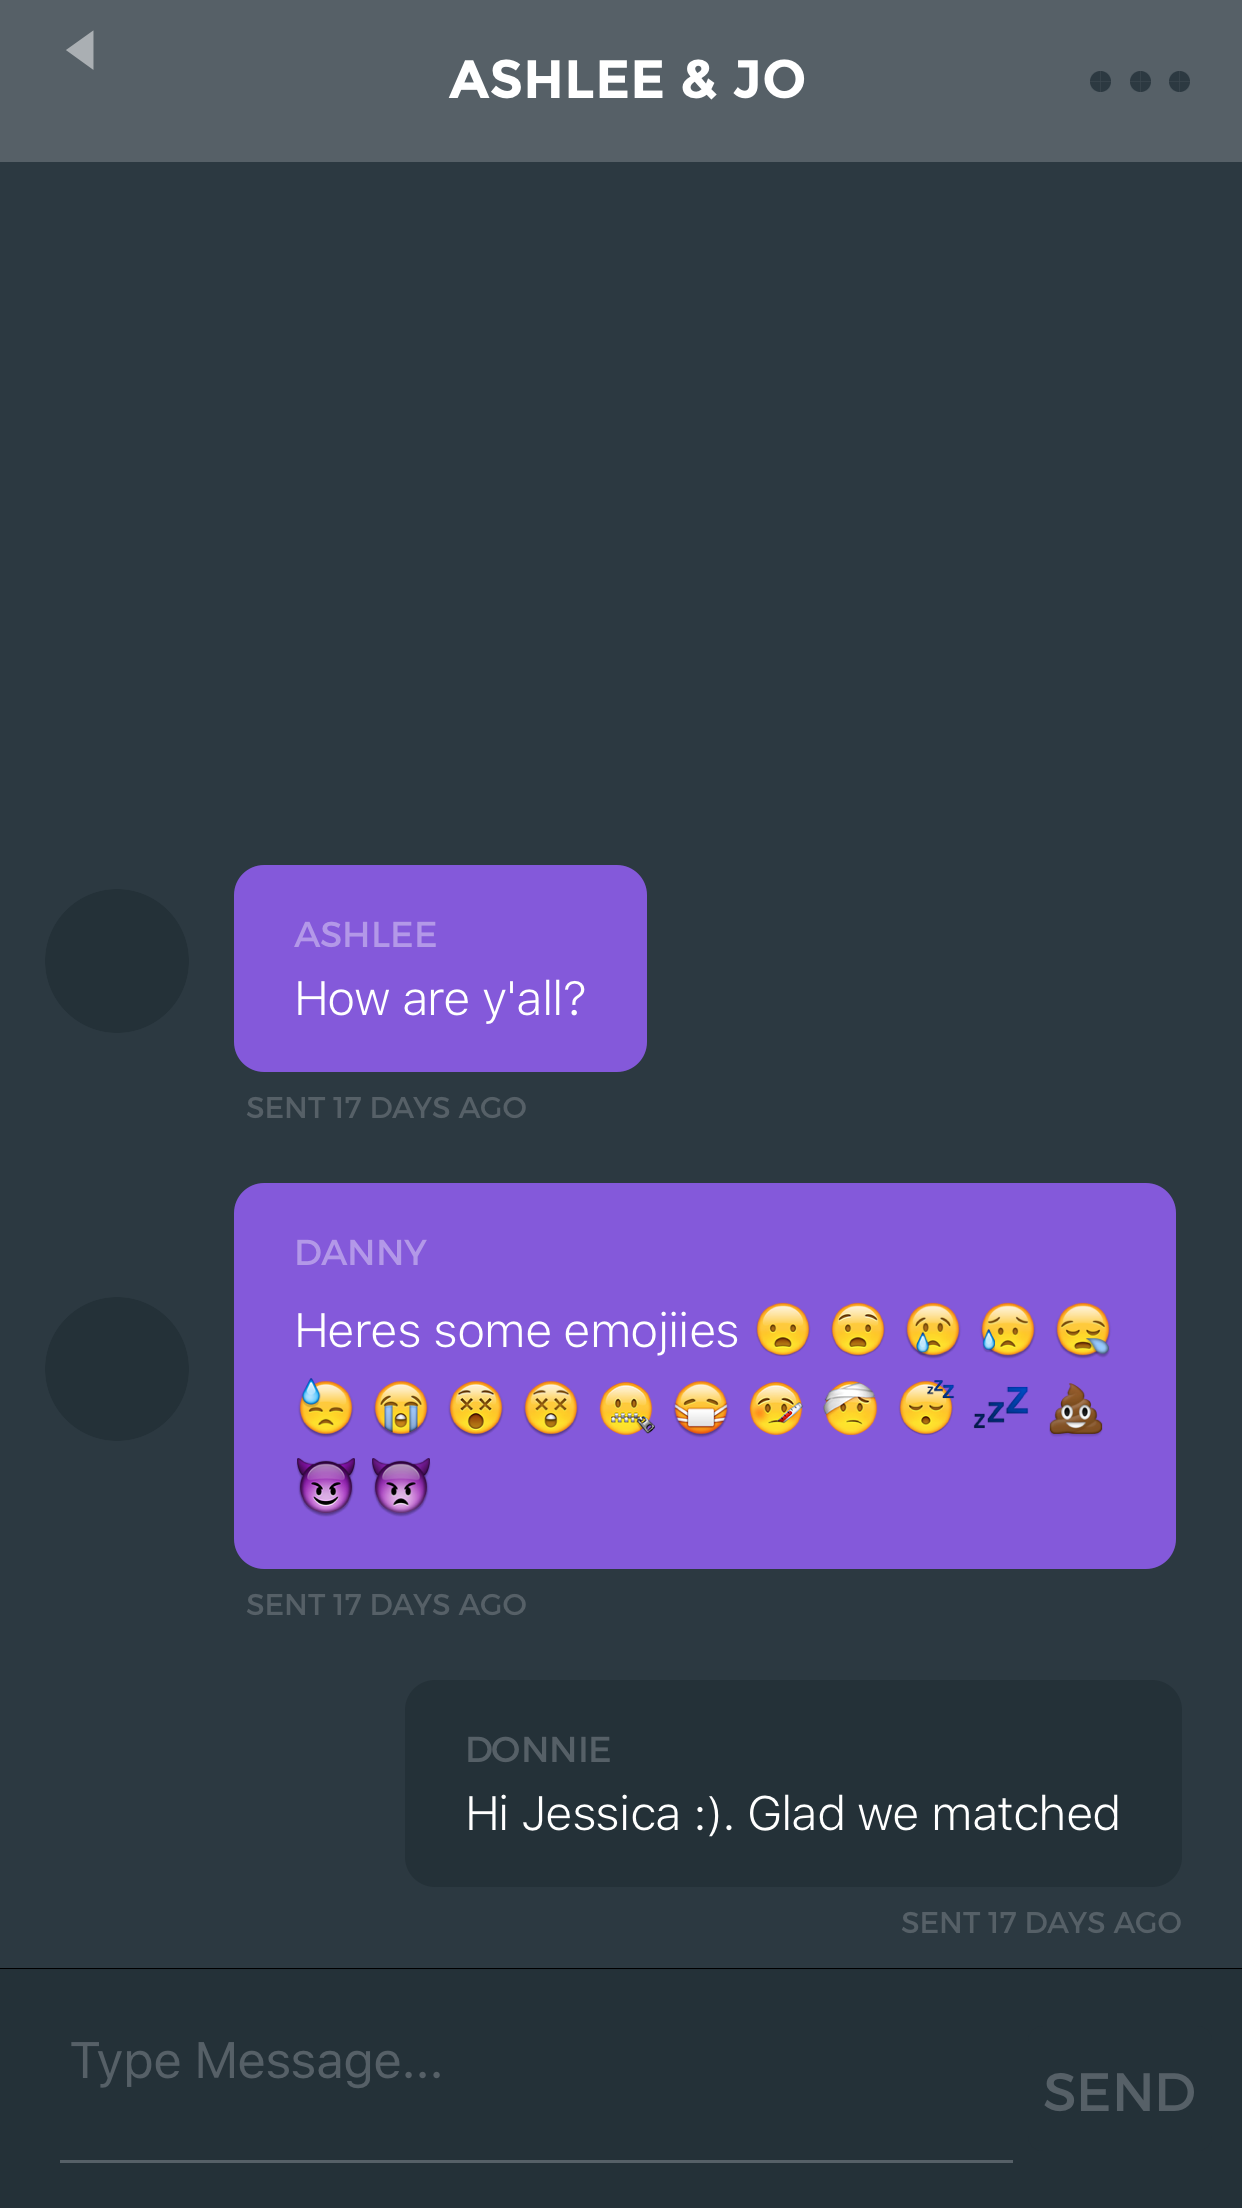 ASHLEE & JO
ASHLEE
How are y'all?
SENT 17 DAYS AGO
DANNY
Heres some emojiies 😦 😧 😢 😥 😪
😓 😭 😵 😲 🤐 😷 🤒 🤕 😴 💤 💩
😈 👿
SENT 17 DAYS AGO
DONNIE
Hi Jessica :). Glad we matched
SENT 17 DAYS AGO
Type Message...
SEND